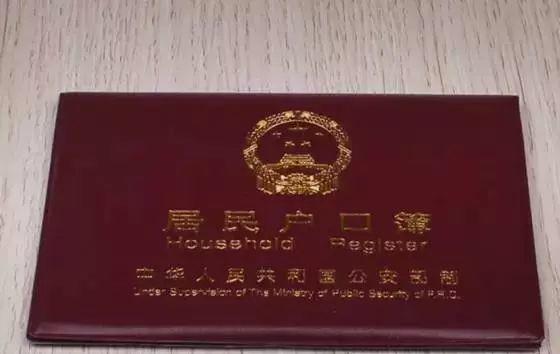 居民户口簿
Household Register
中华人民共和国公安部制
Under Supervision of The Ministry of Public Security of P.R.C.